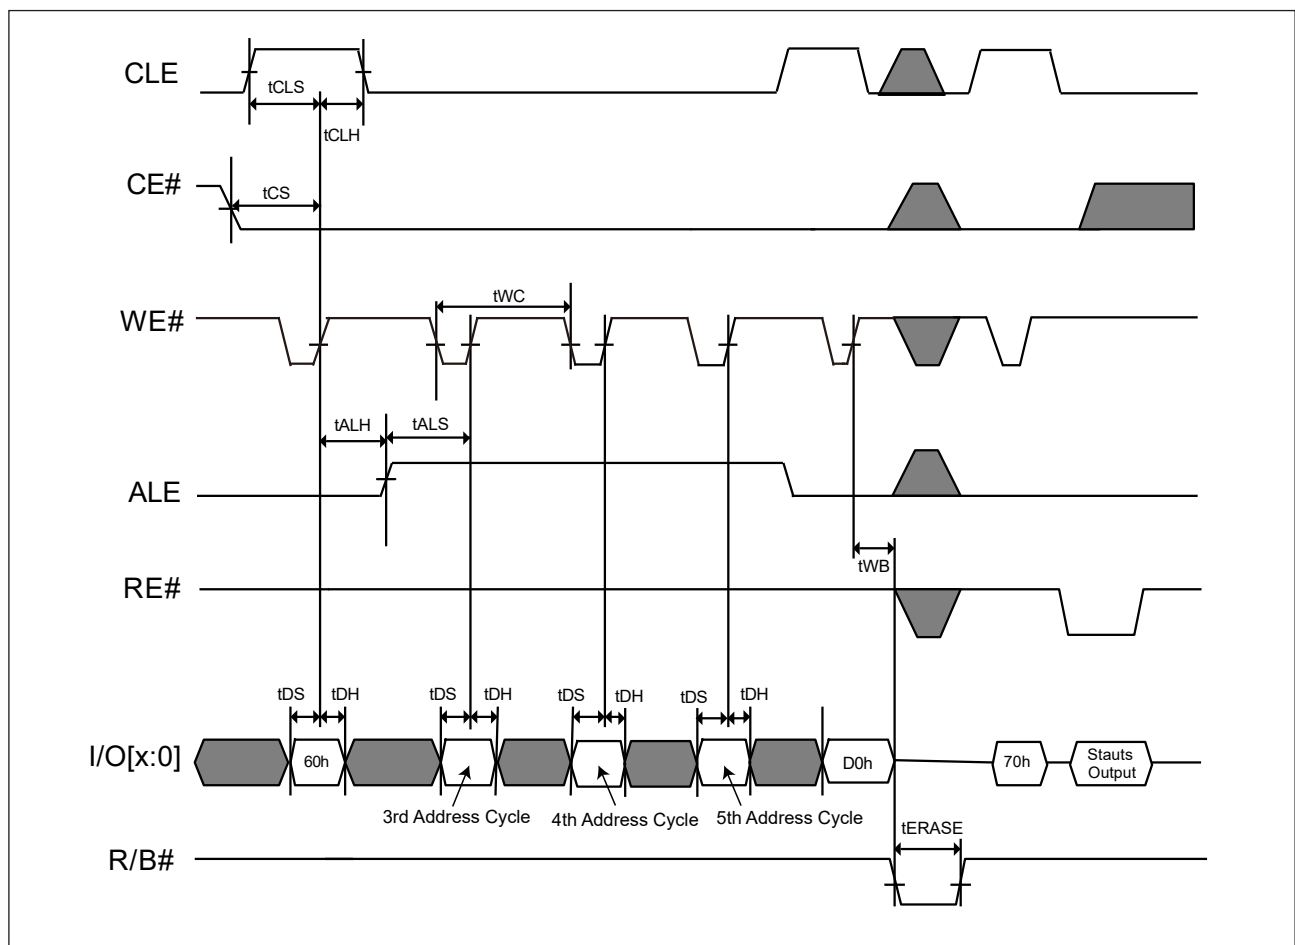 CLE
tCLS
tCLH
CE#
tCS
WE#
tWC
tALH
tALS
ALE
tWB
RE#
tDS
tDH
tDS
tDH
tDS
tDH
tDS
tDH
I/O[x:0]
60h
D0h
70h
Stauts
Output
3rd Address Cycle
4th Address Cycle
5th Address Cycle
tERASE
R/B#